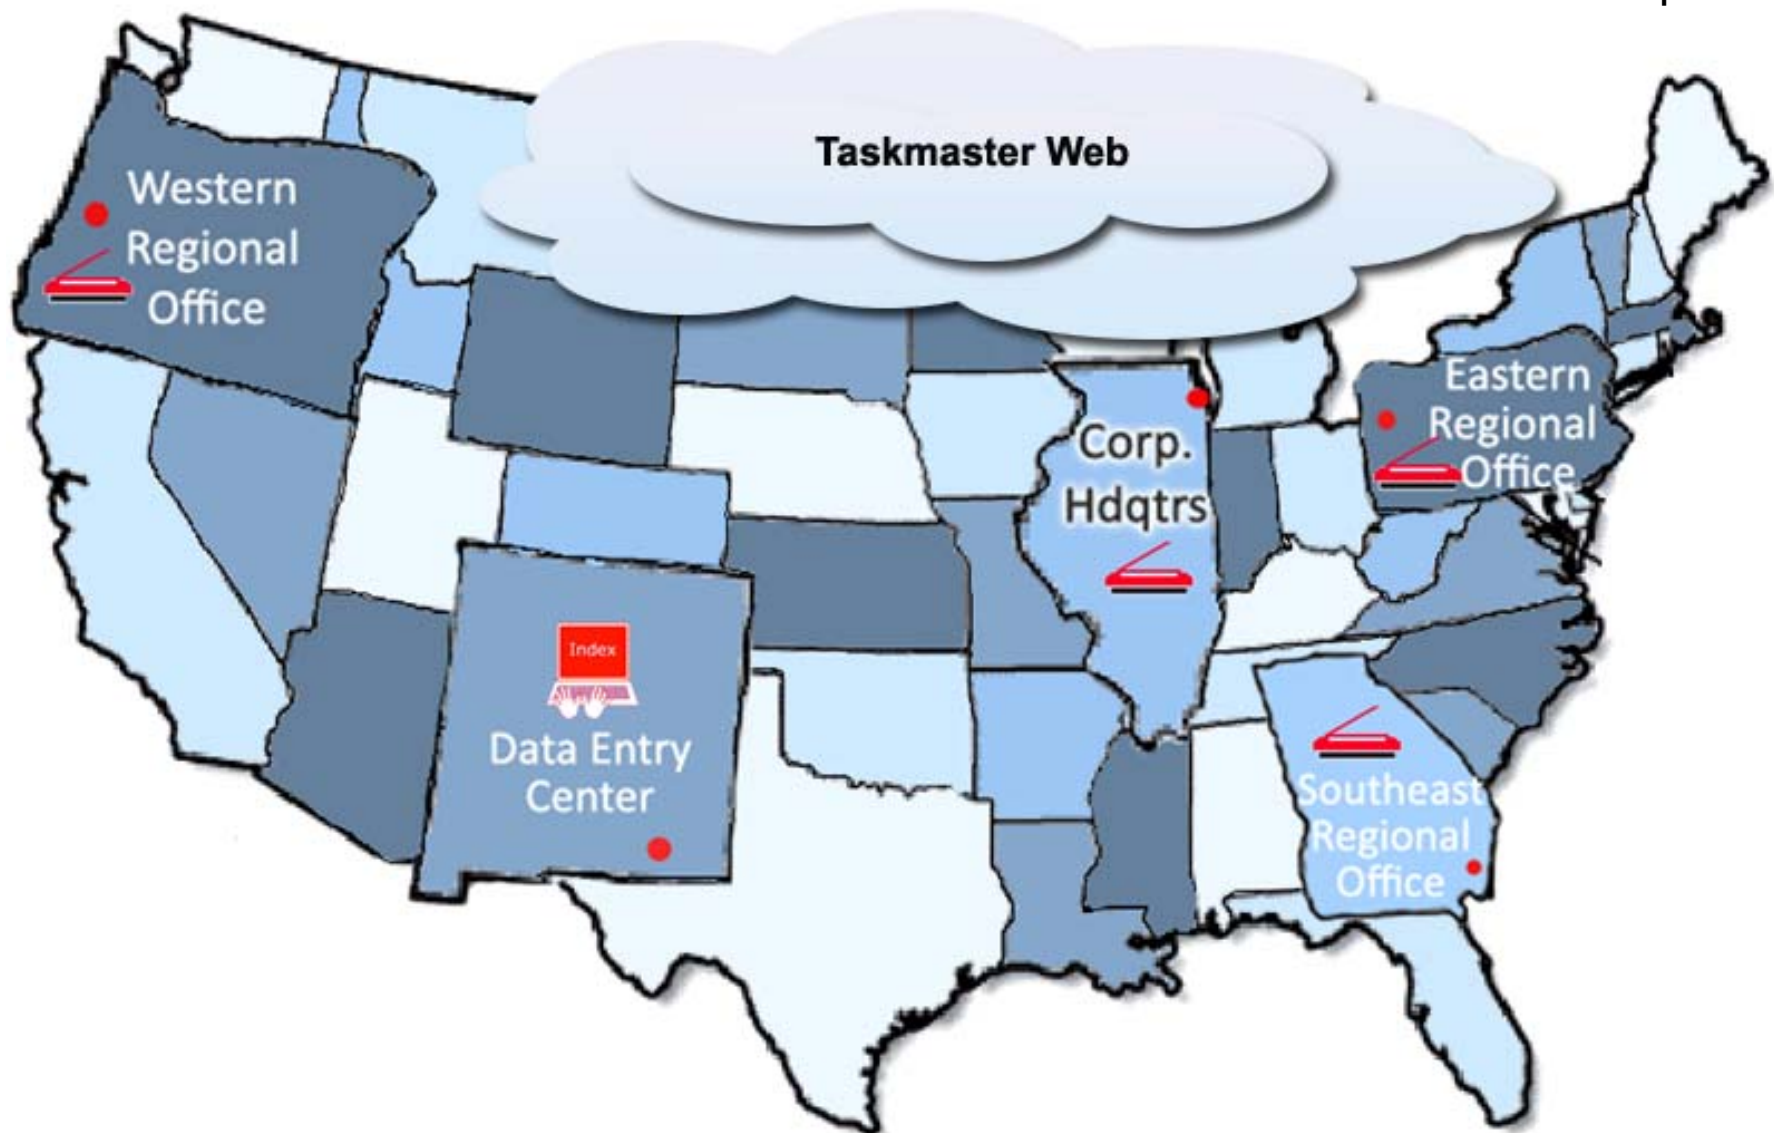 Taskmaster Web
Western
Regional
Office
Eastern
Regional
Office
Corp.
Hdqtrs
Index
Data Entry
Center
Southeast
Regional
Office